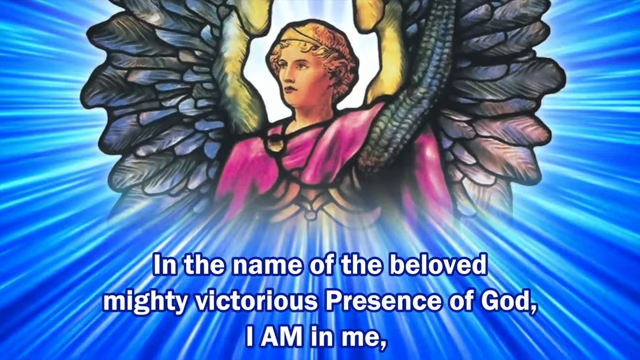 In the name of the beloved
mighty victorious Presence of God,
I AM in me,